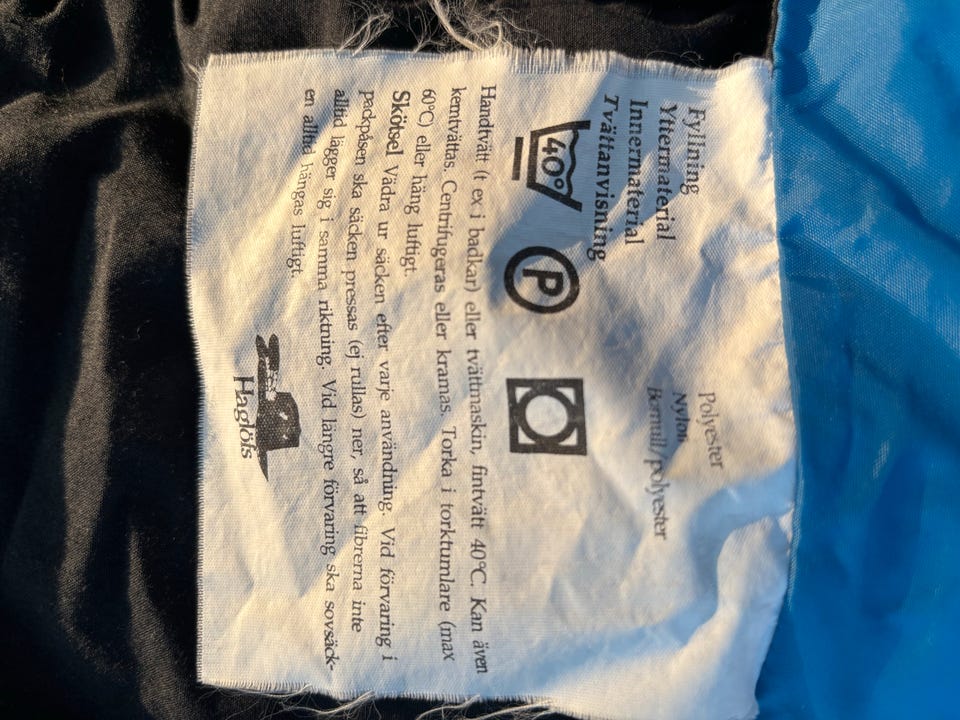 Fyllning Polyester
Yttermaterial Nylon
Innermaterial Bomull/polyester
Tvättanvisning
40° P
Handtvätt (t ex i badkar) eller tvättmaskin, fintvätt 40°C. Kan även
kemtvättas. Centrifugeras eller kramas. Torka i torktumlare (max
60°C) eller häng luftigt.
Skötsel Vädra ur säcken efter varje användning. Vid förvaring i
packpåsen ska säcken pressas (ej rullas) ner, så att fibrerna inte
alltid lägger sig i samma riktning. Vid längre förvaring ska sovsäck-
en alltid hängas luftigt.
Haglöfs